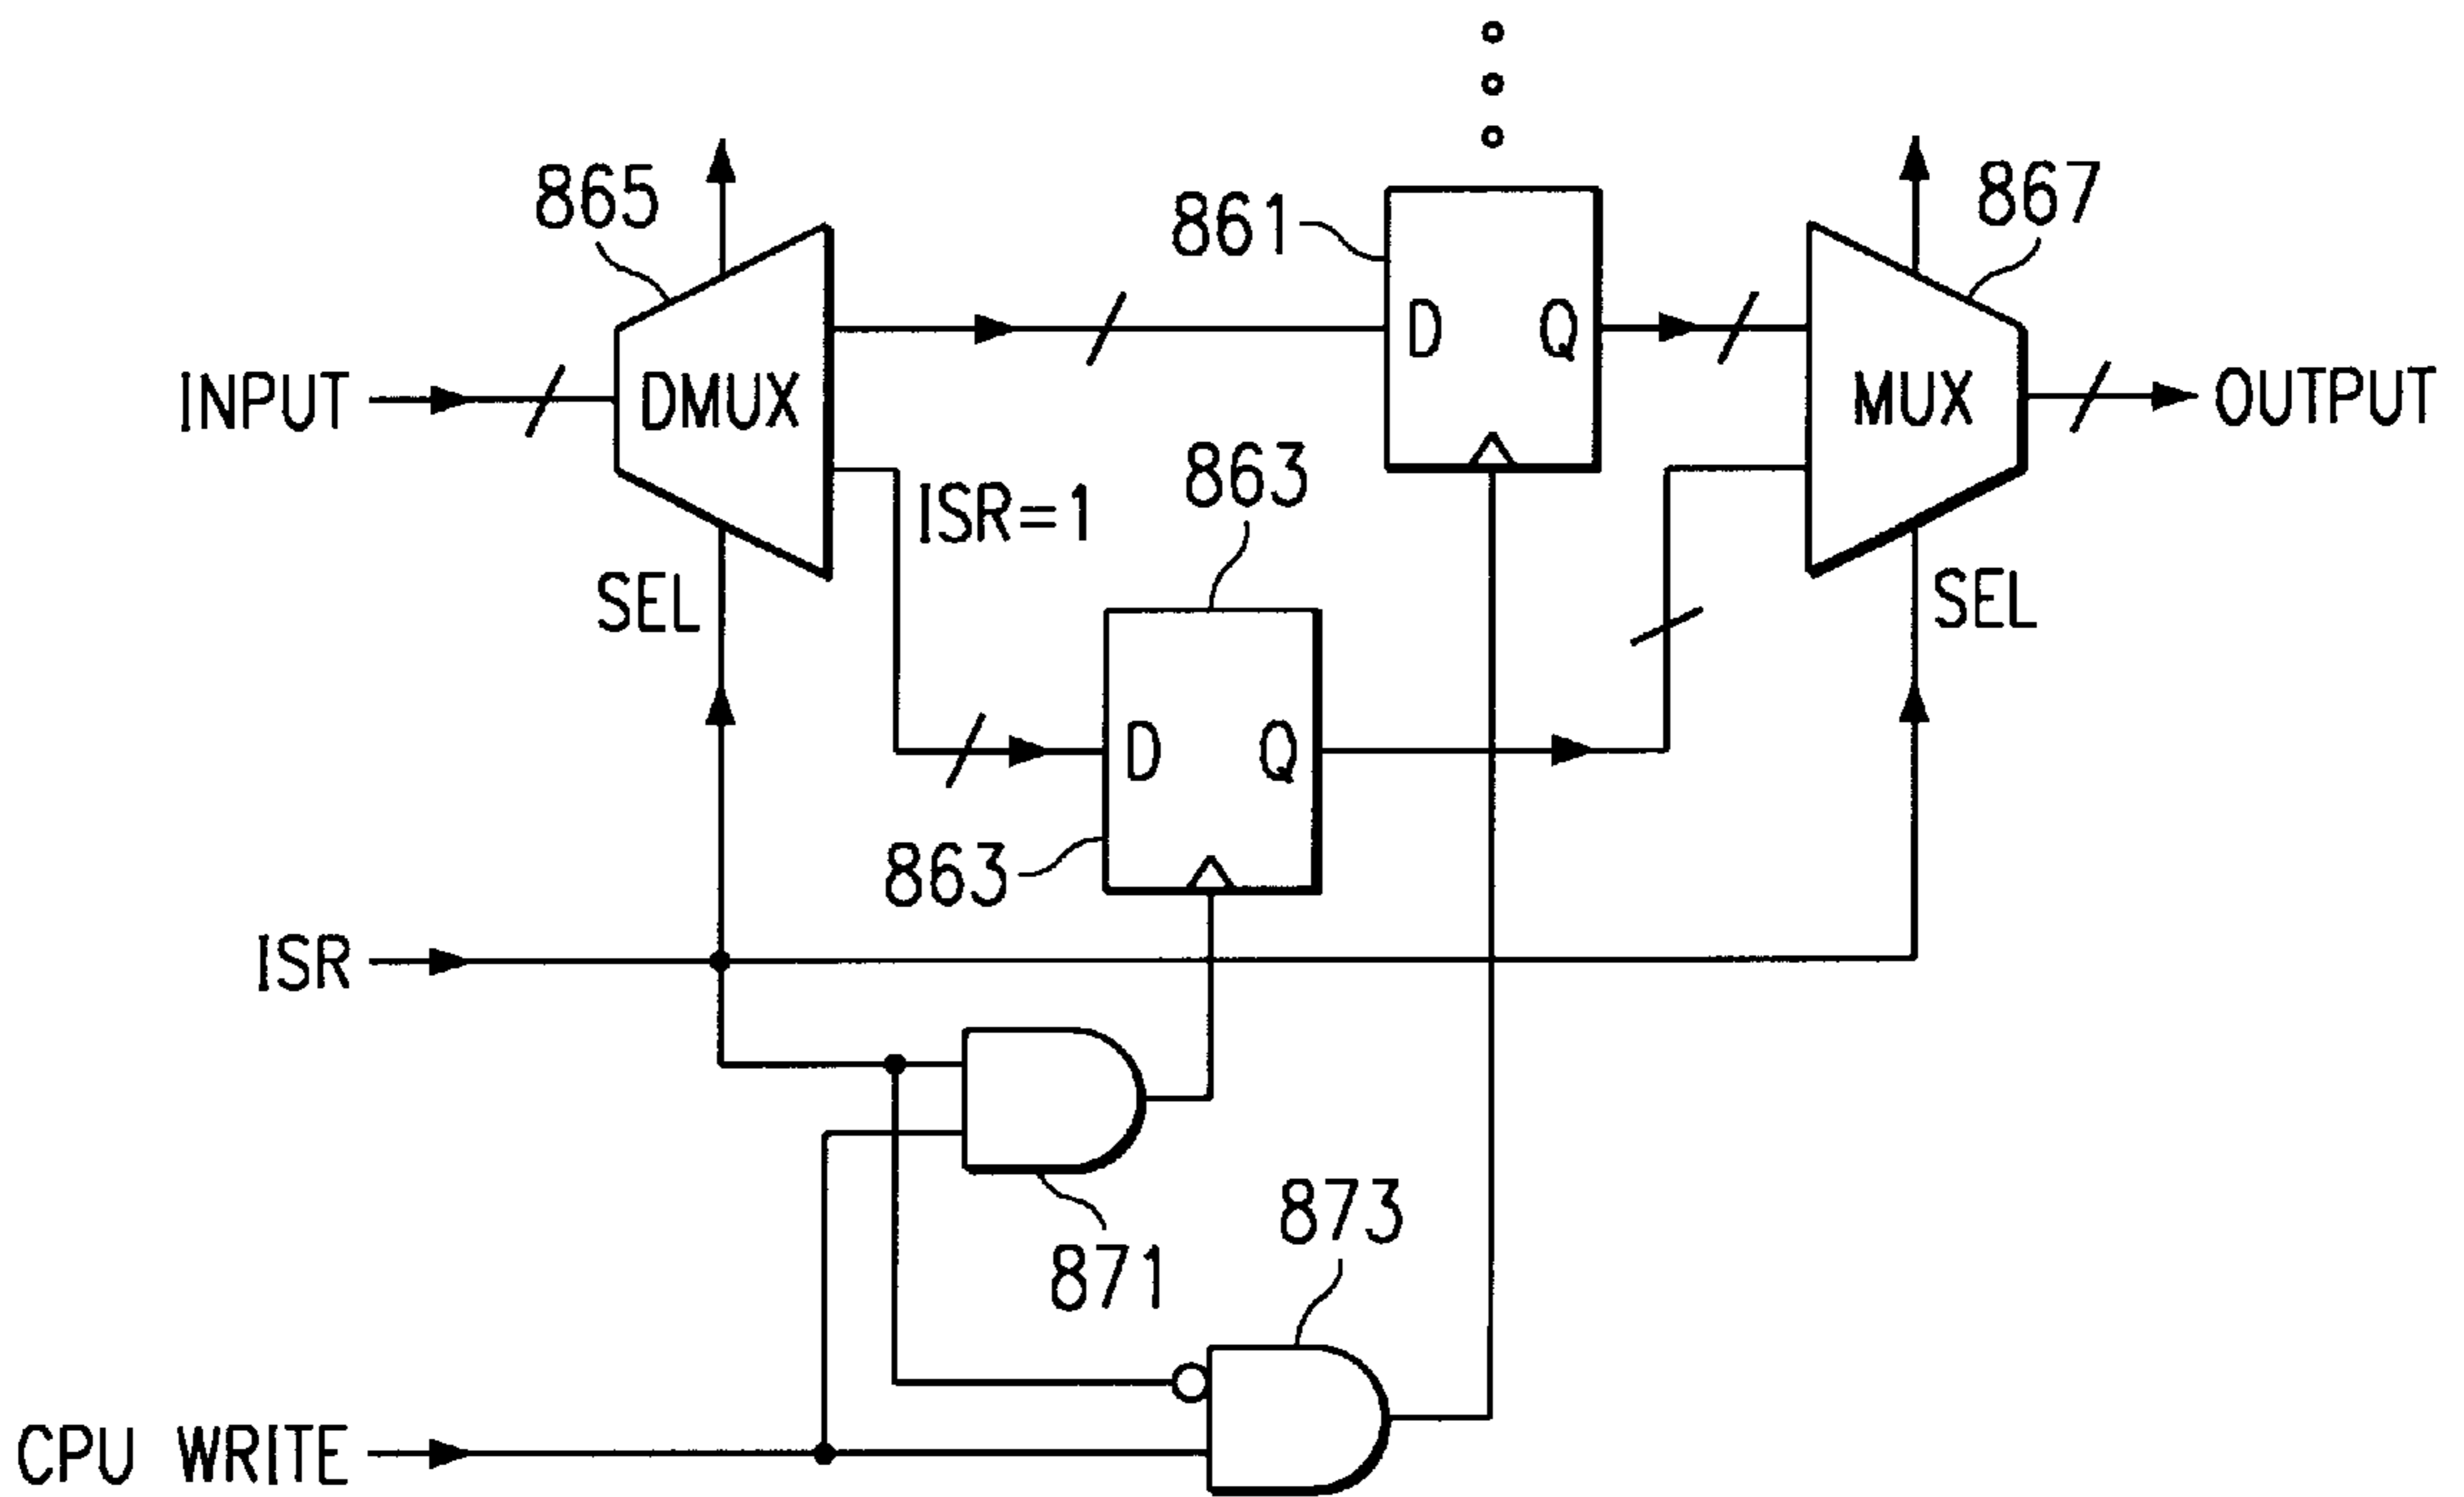 865
867
861
D Q
INPUT
DMUX
MUX
OUTPUT
863
ISR=1
SEL
SEL
D Q
863
ISR
871
873
CPU WRITE